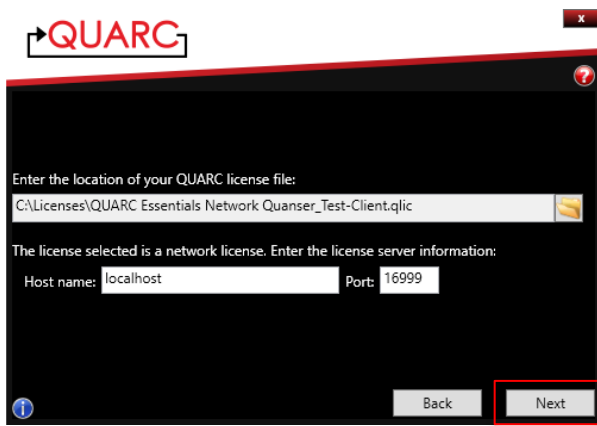 QUARC
x
?
Enter the location of your QUARC license file:
C:\Licenses\QUARC Essentials Network Quanser_Test-Client.qlic
The license selected is a network license. Enter the license server information:
Host name: localhost Port: 16999
i Back Next